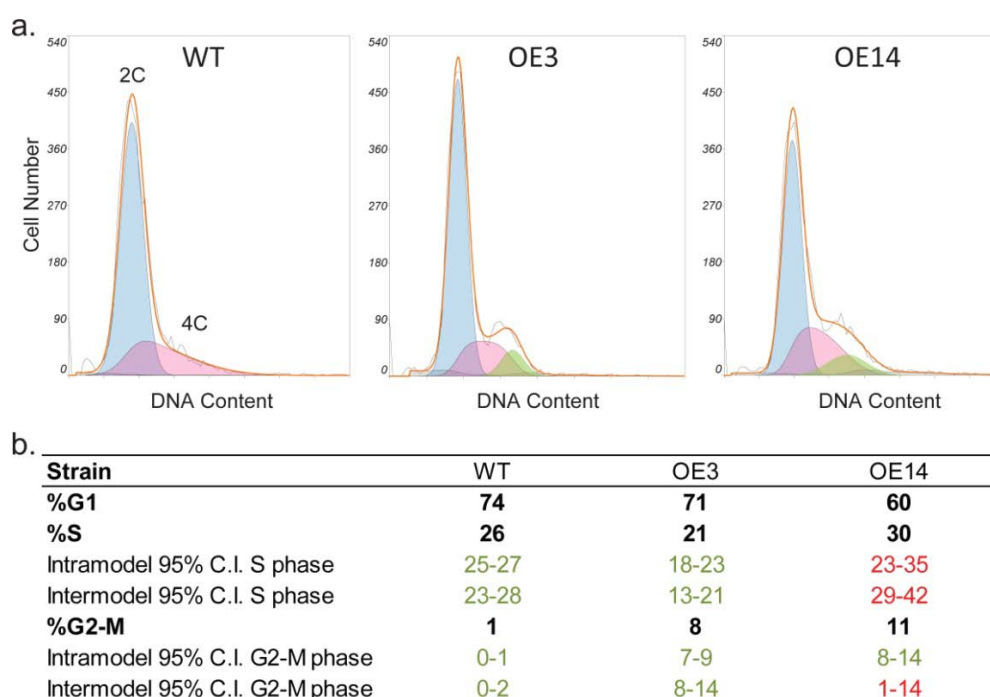 a.
WT
OE3
OE14
540
450
360
270
180
90
0
540
450
360
270
180
90
0
540
450
360
270
180
90
0
2C
4C
Cell Number
DNA Content
DNA Content
DNA Content
b.
Strain WT OE3 OE14
%G1 74 71 60
%S 26 21 30
Intramodel 95% C.I. S phase 25-27 18-23 23-35
Intermodel 95% C.I. S phase 23-28 13-21 29-42
%G2-M 1 8 11
Intramodel 95% C.I. G2-M phase 0-1 7-9 8-14
Intermodel 95% C.I. G2-M phase 0-2 8-14 1-14